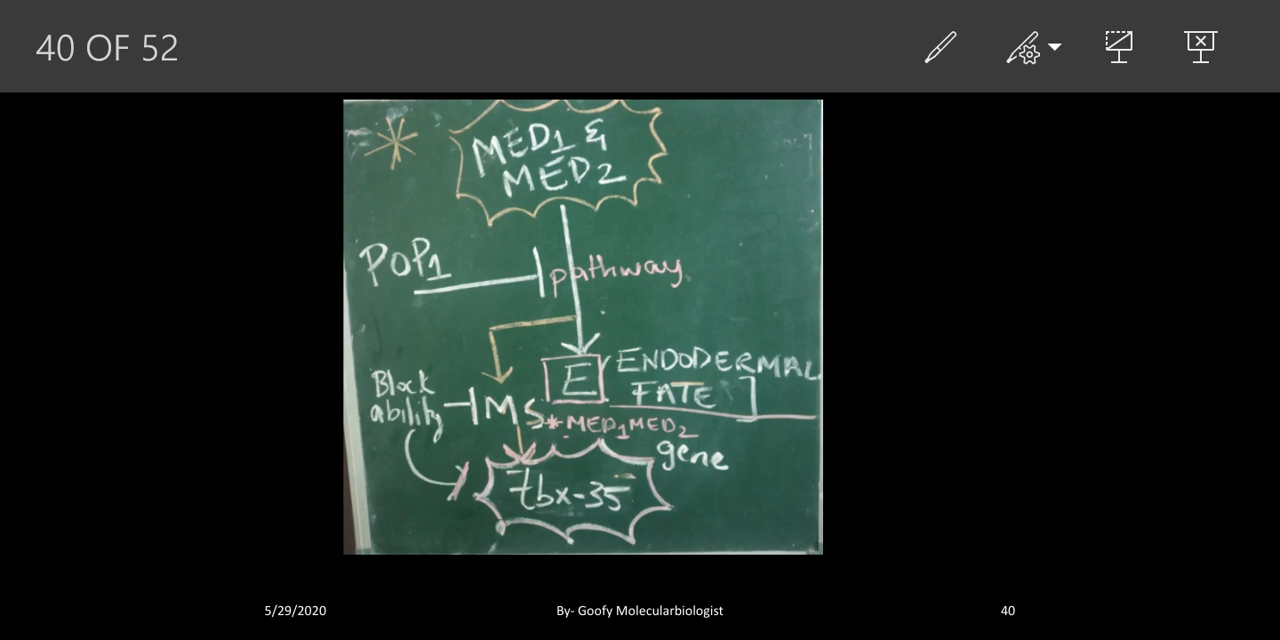 40 OF 52
MED1 &
MED2
POP1
pathway
Block
ability
MS
E
ENDODERMAL
FATE
* MED1MED2
gene
tbx-35
5/29/2020
By- Goofy Molecularbiologist
40